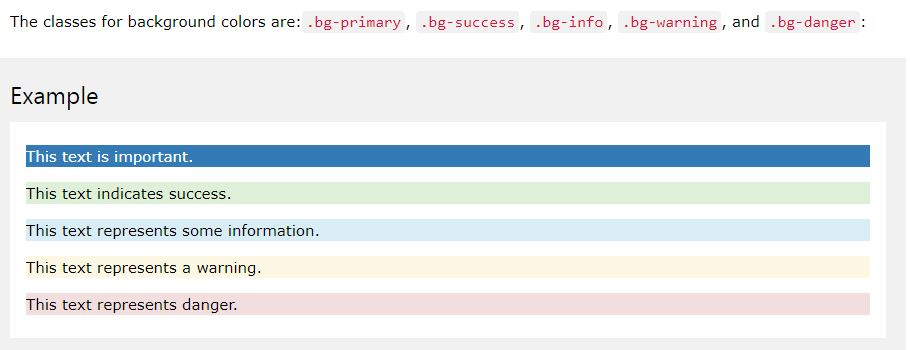 The classes for background colors are: .bg-primary, .bg-success, .bg-info, .bg-warning, and .bg-danger:
Example
This text is important.
This text indicates success.
This text represents some information.
This text represents a warning.
This text represents danger.